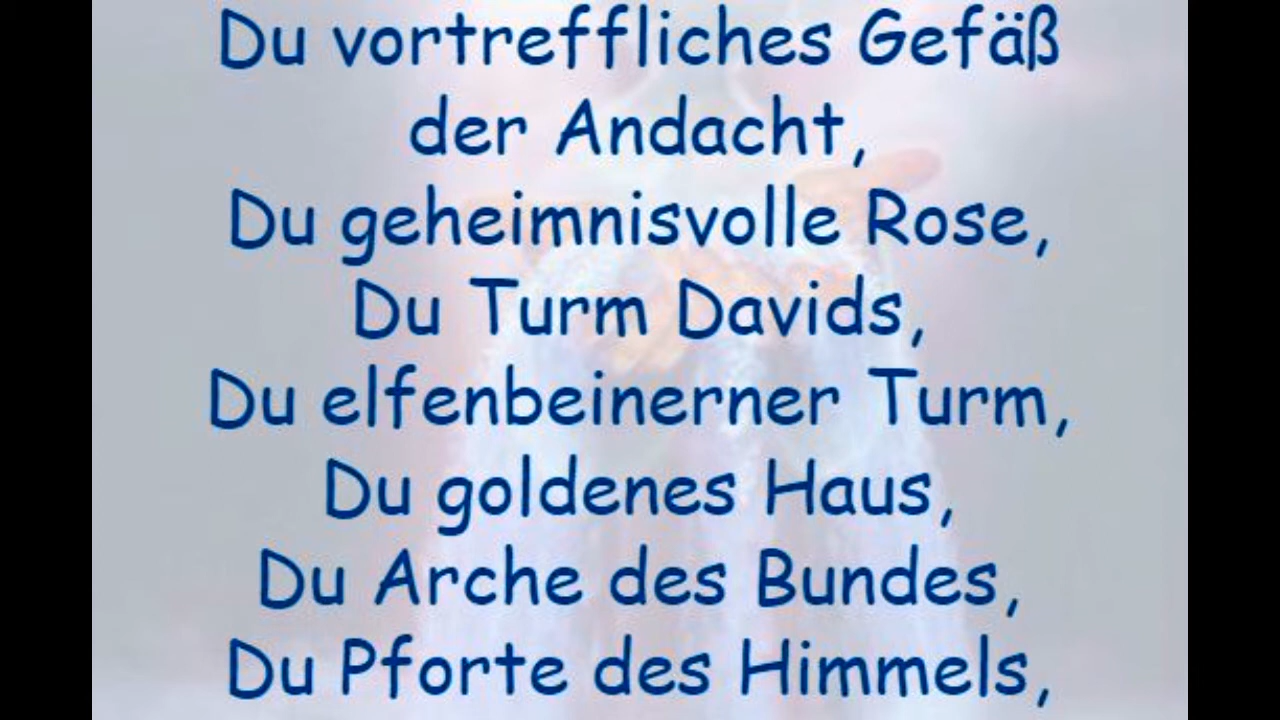 Du vortreffliches Gefäß
der Andacht,
Du geheimnisvolle Rose,
Du Turm Davids,
Du elfenbeinerner Turm,
Du goldenes Haus,
Du Arche des Bundes,
Du Pforte des Himmels,